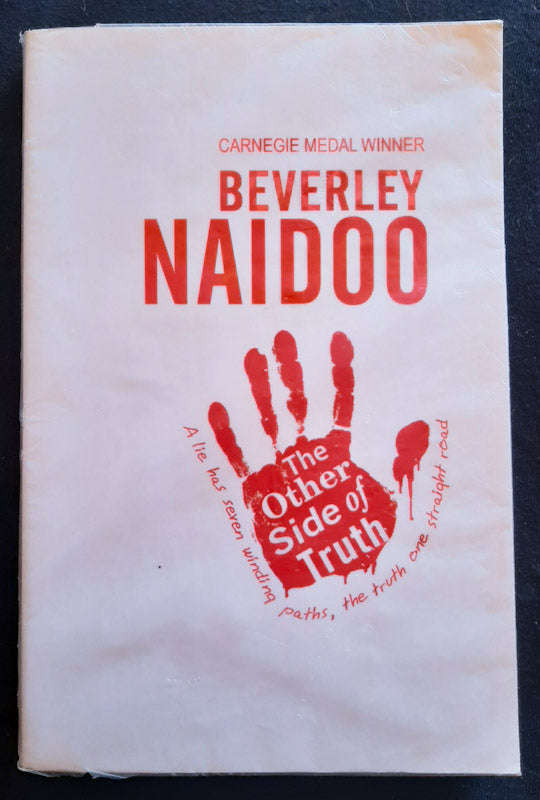 CARNEGIE MEDAL WINNER
BEVERLEY
NAIDOO
The
Other
Side of
Truth
A lie has seven winding paths, the truth one straight road